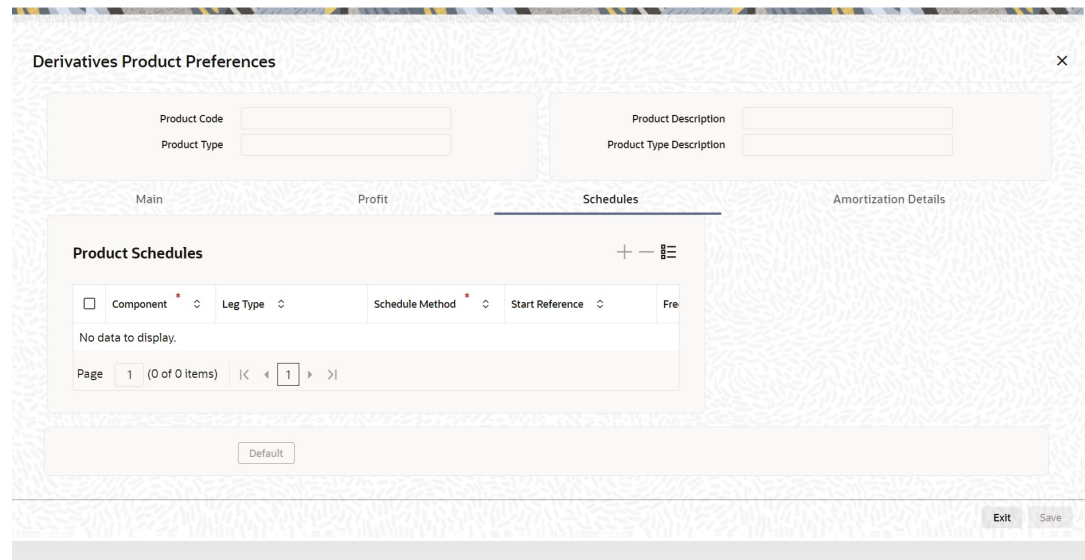 Derivatives Product Preferences
Product Code
Product Description
Product Type
Product Type Description
Main Profit Schedules Amortization Details
Product Schedules
Component * Leg Type Schedule Method * Start Reference Fre
No data to display.
Page 1 (0 of 0 items) 1
Default
Exit Save